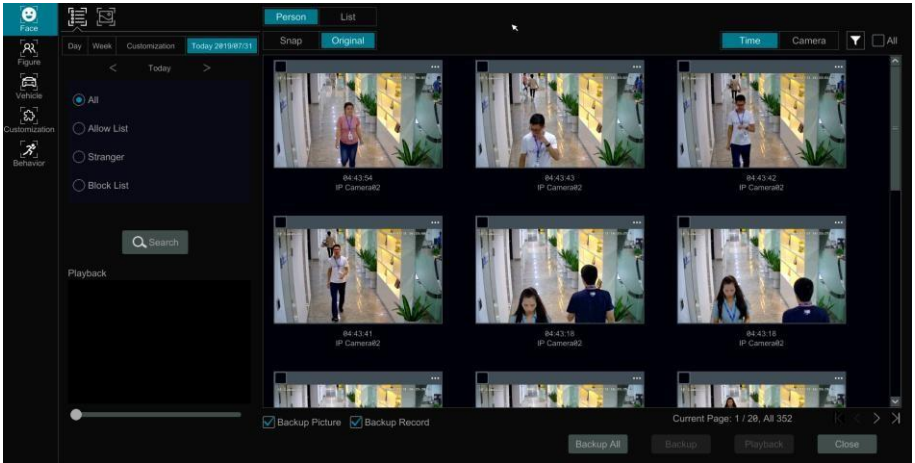 Face
Figure
Vehicle
Customization
Behavior
Day Week Customization Today 2019/07/31
< Today >
All
Allow List
Stranger
Block List
Search
Playback
Person List
Snap Original
Time Camera All
04:43:54
IP Camera02
04:43:43
IP Camera02
04:43:42
IP Camera02
04:43:41
IP Camera02
04:43:18
IP Camera02
04:43:18
IP Camera02
Backup Picture Backup Record
Current Page: 1 / 20, All 352
Backup All Backup Playback Close